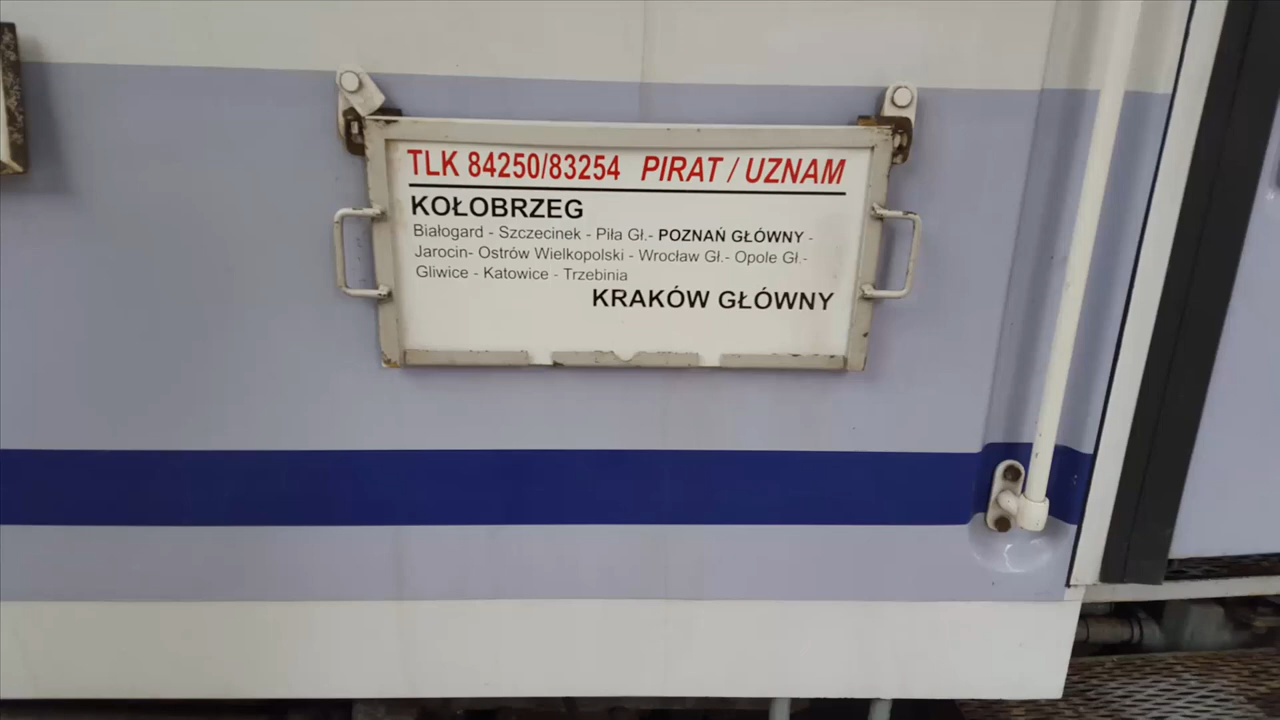 TLK 84250/83254 PIRAT / UZNAM
KOŁOBRZEG
Białogard - Szczecinek - Piła Gł.- POZNAŃ GŁÓWNY -
Jarocin- Ostrów Wielkopolski - Wrocław Gł.- Opole Gł.-
Gliwice - Katowice - Trzebinia
KRAKÓW GŁÓWNY